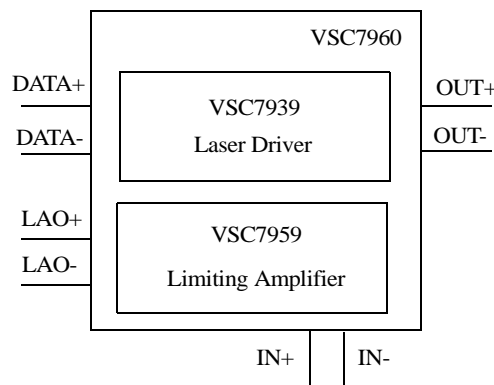 VSC7960
DATA+
DATA-
VSC7939
Laser Driver
OUT+
OUT-
LAO+
LAO-
VSC7959
Limiting Amplifier
IN+
IN-